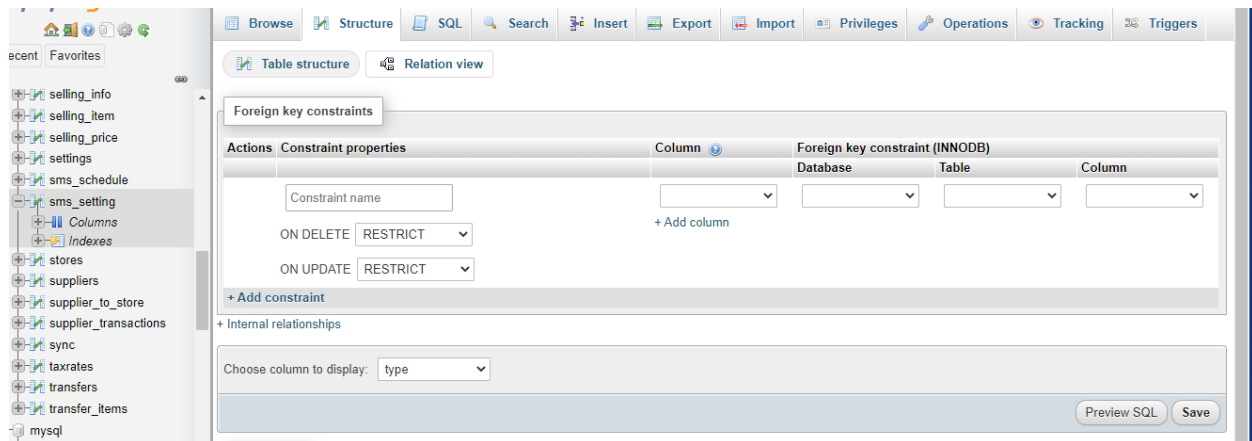 Browse Structure SQL Search Insert Export Import Privileges Operations Tracking Triggers
ecent Favorites
Table structure Relation view
selling_info
selling_item
selling_price
settings
sms_schedule
sms_setting
Columns
Indexes
stores
suppliers
supplier_to_store
supplier_transactions
sync
taxrates
transfers
transfer_items
mysql
Foreign key constraints
Actions Constraint properties Column Foreign key constraint (INNODB)
Database Table Column
Constraint name
+ Add column
ON DELETE RESTRICT
ON UPDATE RESTRICT
+ Add constraint
+ Internal relationships
Choose column to display: type
Preview SQL Save